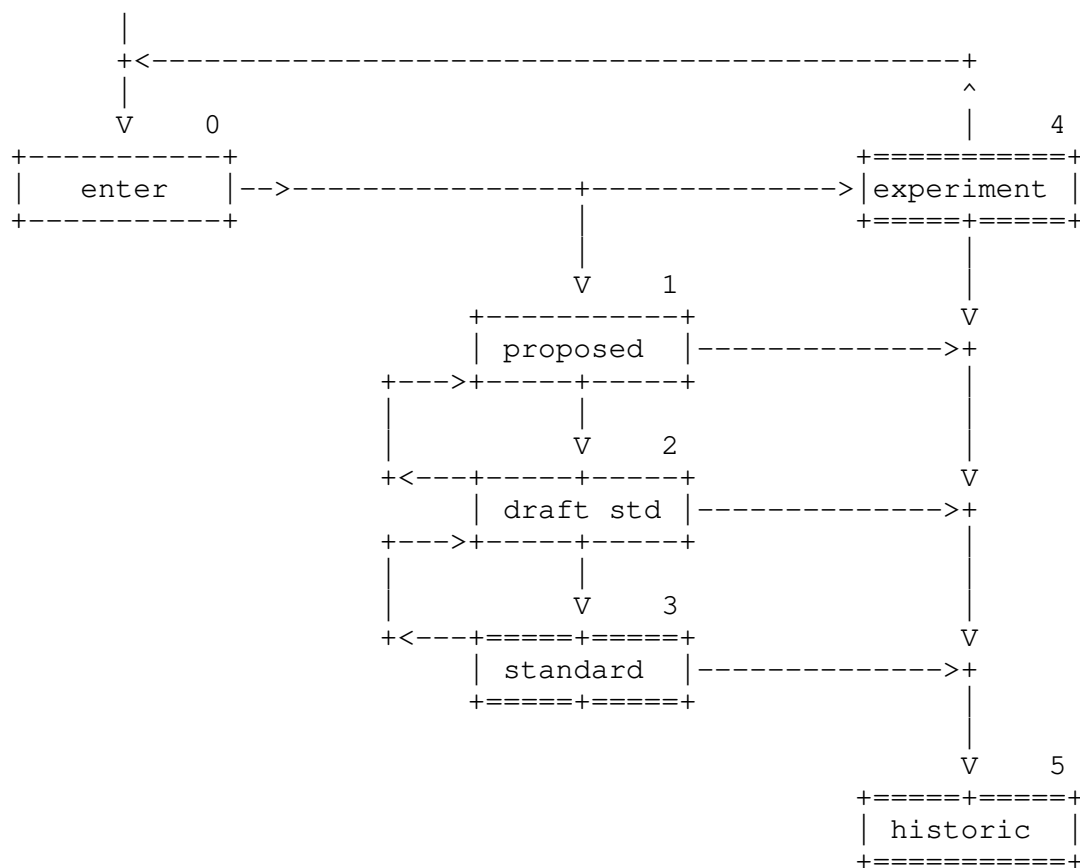 0 4
enter experiment
1
proposed
2
draft std
3
standard
5
historic